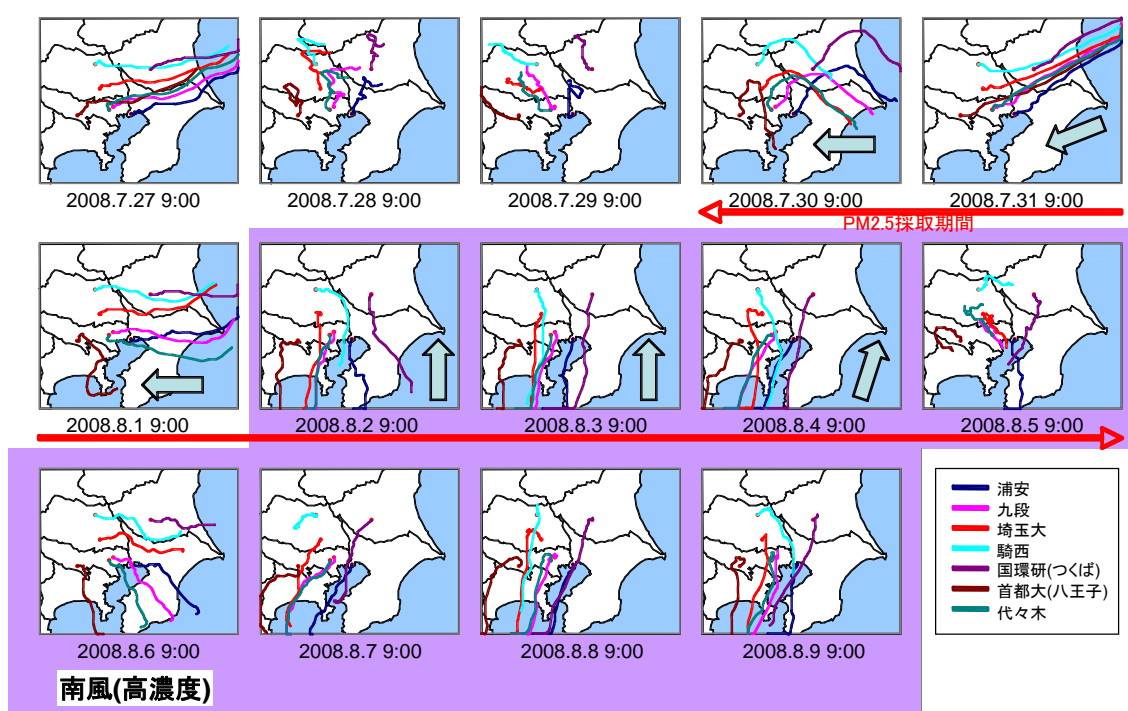 2008.7.27 9:00
2008.7.28 9:00
2008.7.29 9:00
2008.7.30 9:00
2008.7.31 9:00
PM2.5採取期間
2008.8.1 9:00
2008.8.2 9:00
2008.8.3 9:00
2008.8.4 9:00
2008.8.5 9:00
浦安
九段
埼玉大
騎西
国環研(つくば)
首都大(八王子)
代々木
2008.8.6 9:00
2008.8.7 9:00
2008.8.8 9:00
2008.8.9 9:00
南風(高濃度)